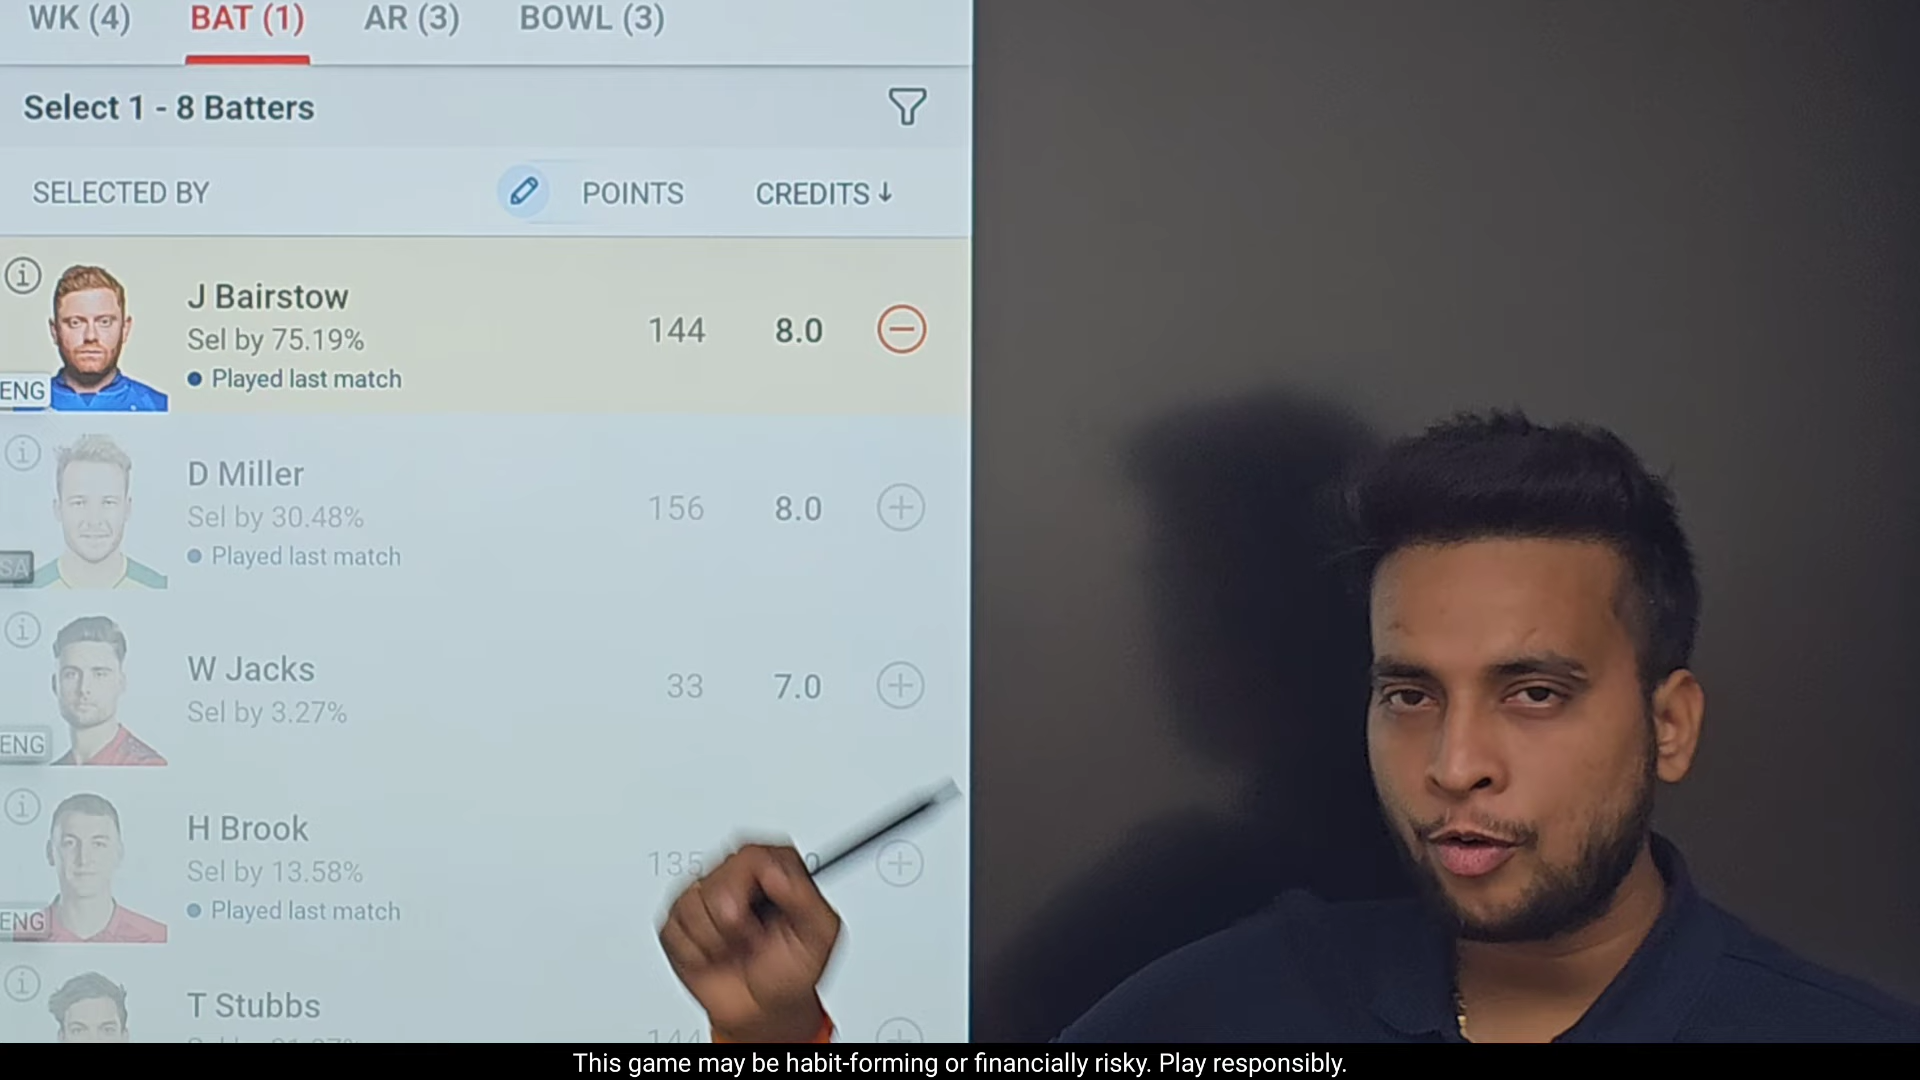 WK (4) BAT (1) AR (3) BOWL (3)
Select 1 - 8 Batters
SELECTED BY POINTS CREDITS ↓
J Bairstow
Sel by 75.19% 144 8.0
Played last match
ENG
D Miller
Sel by 30.48% 156 8.0
Played last match
SA
W Jacks
Sel by 3.27% 33 7.0
ENG
H Brook
Sel by 13.58% 135
Played last match
ENG
T Stubbs
144
This game may be habit-forming or financially risky. Play responsibly.